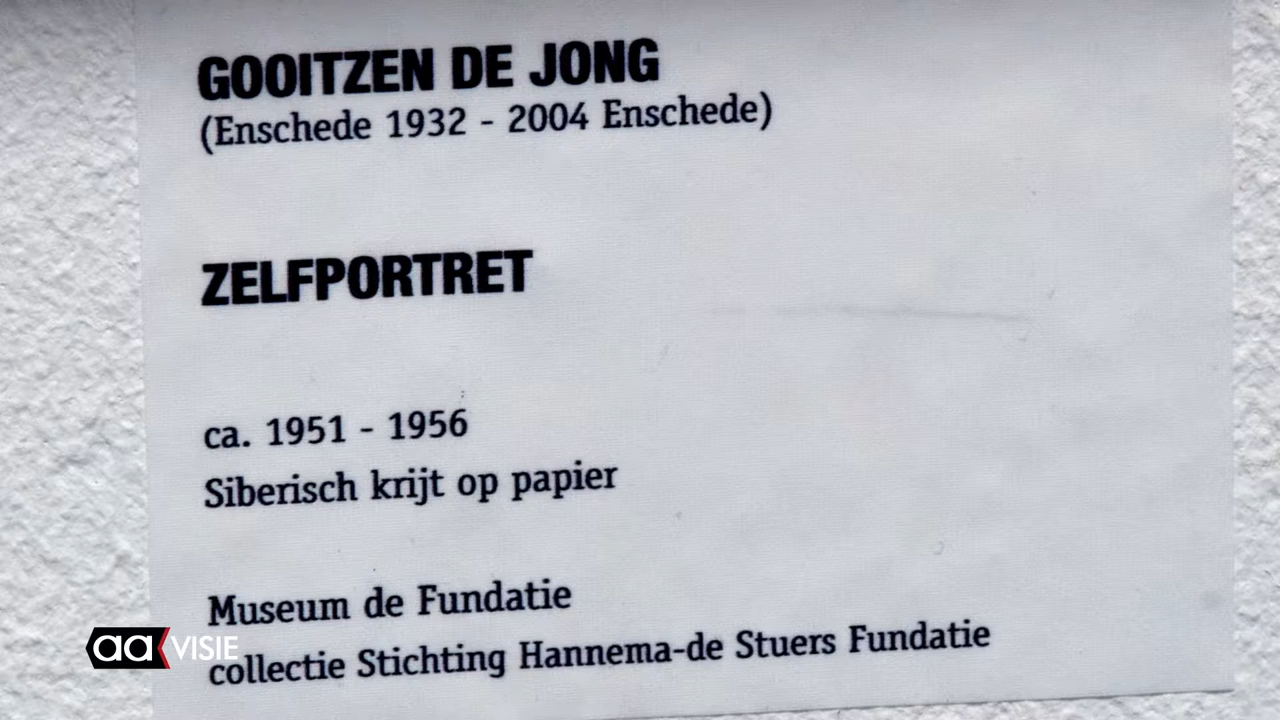 GOOITZEN DE JONG
(Enschede 1932 - 2004 Enschede)
ZELFPORTRET
ca. 1951 - 1956
Siberisch krijt op papier
Museum de Fundatie
collectie Stichting Hannema-de Stuers Fundatie
aa VISIE